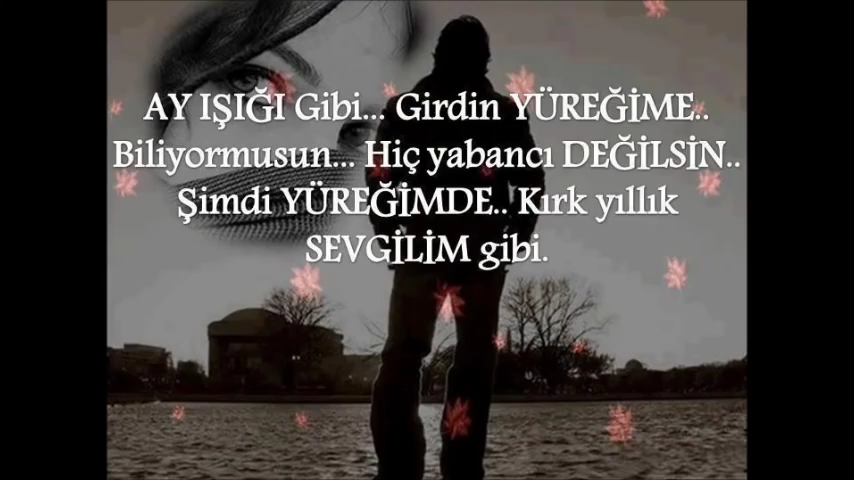 AY IŞIĞI Gibi... Girdin YÜREĞİME..
Biliyormusun... Hiç yabancı DEĞİLSİN..
Şimdi YÜREĞİMDE.. Kırk yıllık
SEVGİLİM gibi.